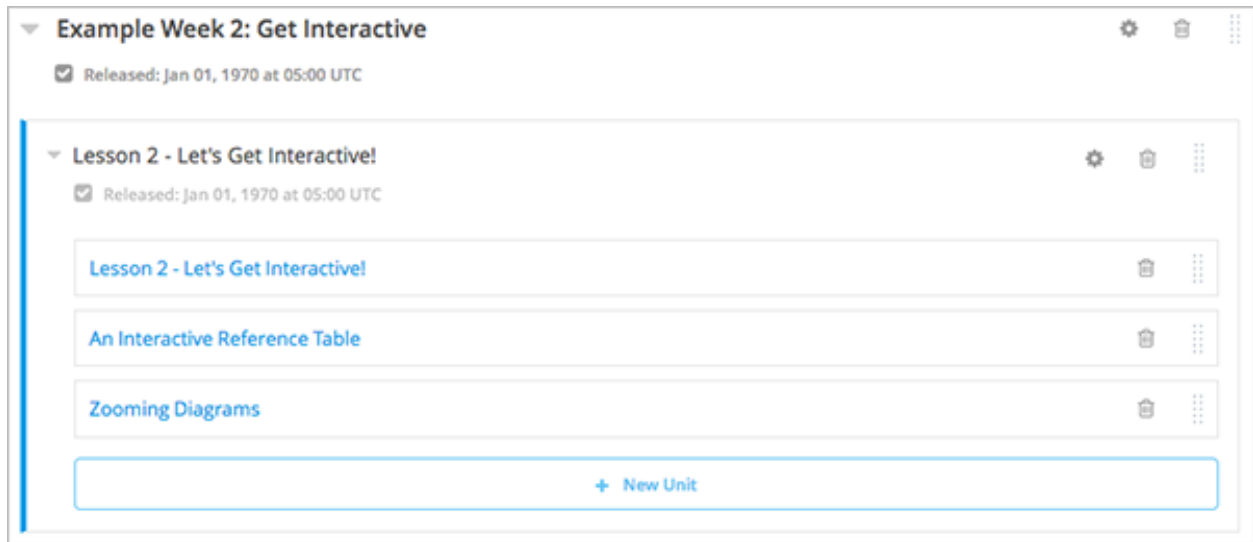 Example Week 2: Get Interactive
Released: Jan 01, 1970 at 05:00 UTC
Lesson 2 - Let's Get Interactive!
Released: Jan 01, 1970 at 05:00 UTC
Lesson 2 - Let's Get Interactive!
An Interactive Reference Table
Zooming Diagrams
+ New Unit